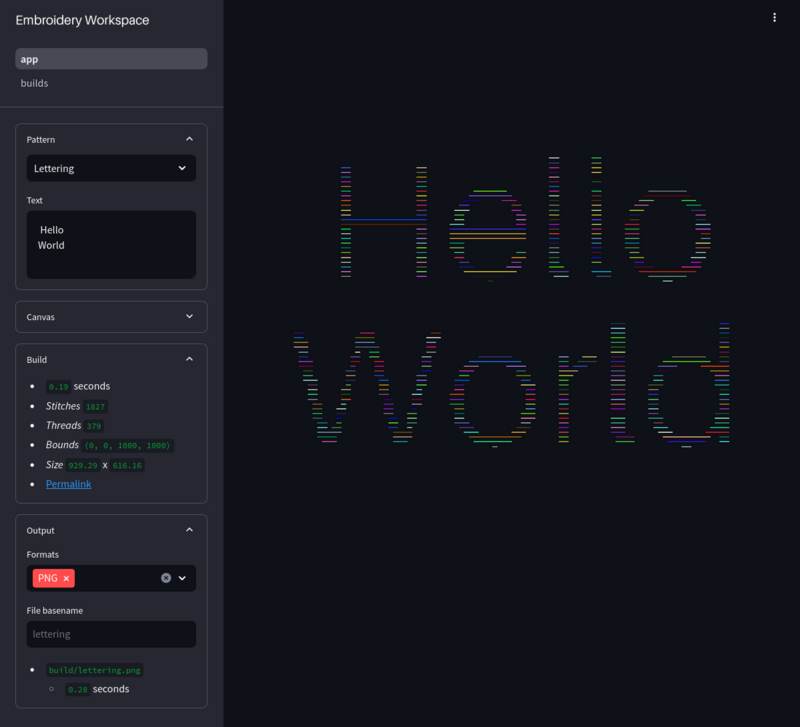 Embroidery Workspace
app
builds
Pattern
Lettering
Text
Hello
World
Canvas
Build
0.19 seconds
Stitches 1827
Threads 379
Bounds (0, 0, 1000, 1000)
Size 929.29 x 616.16
Permalink
Output
Formats
PNG ×
File basename
lettering
build/lettering.png
0.28 seconds
Hello
World